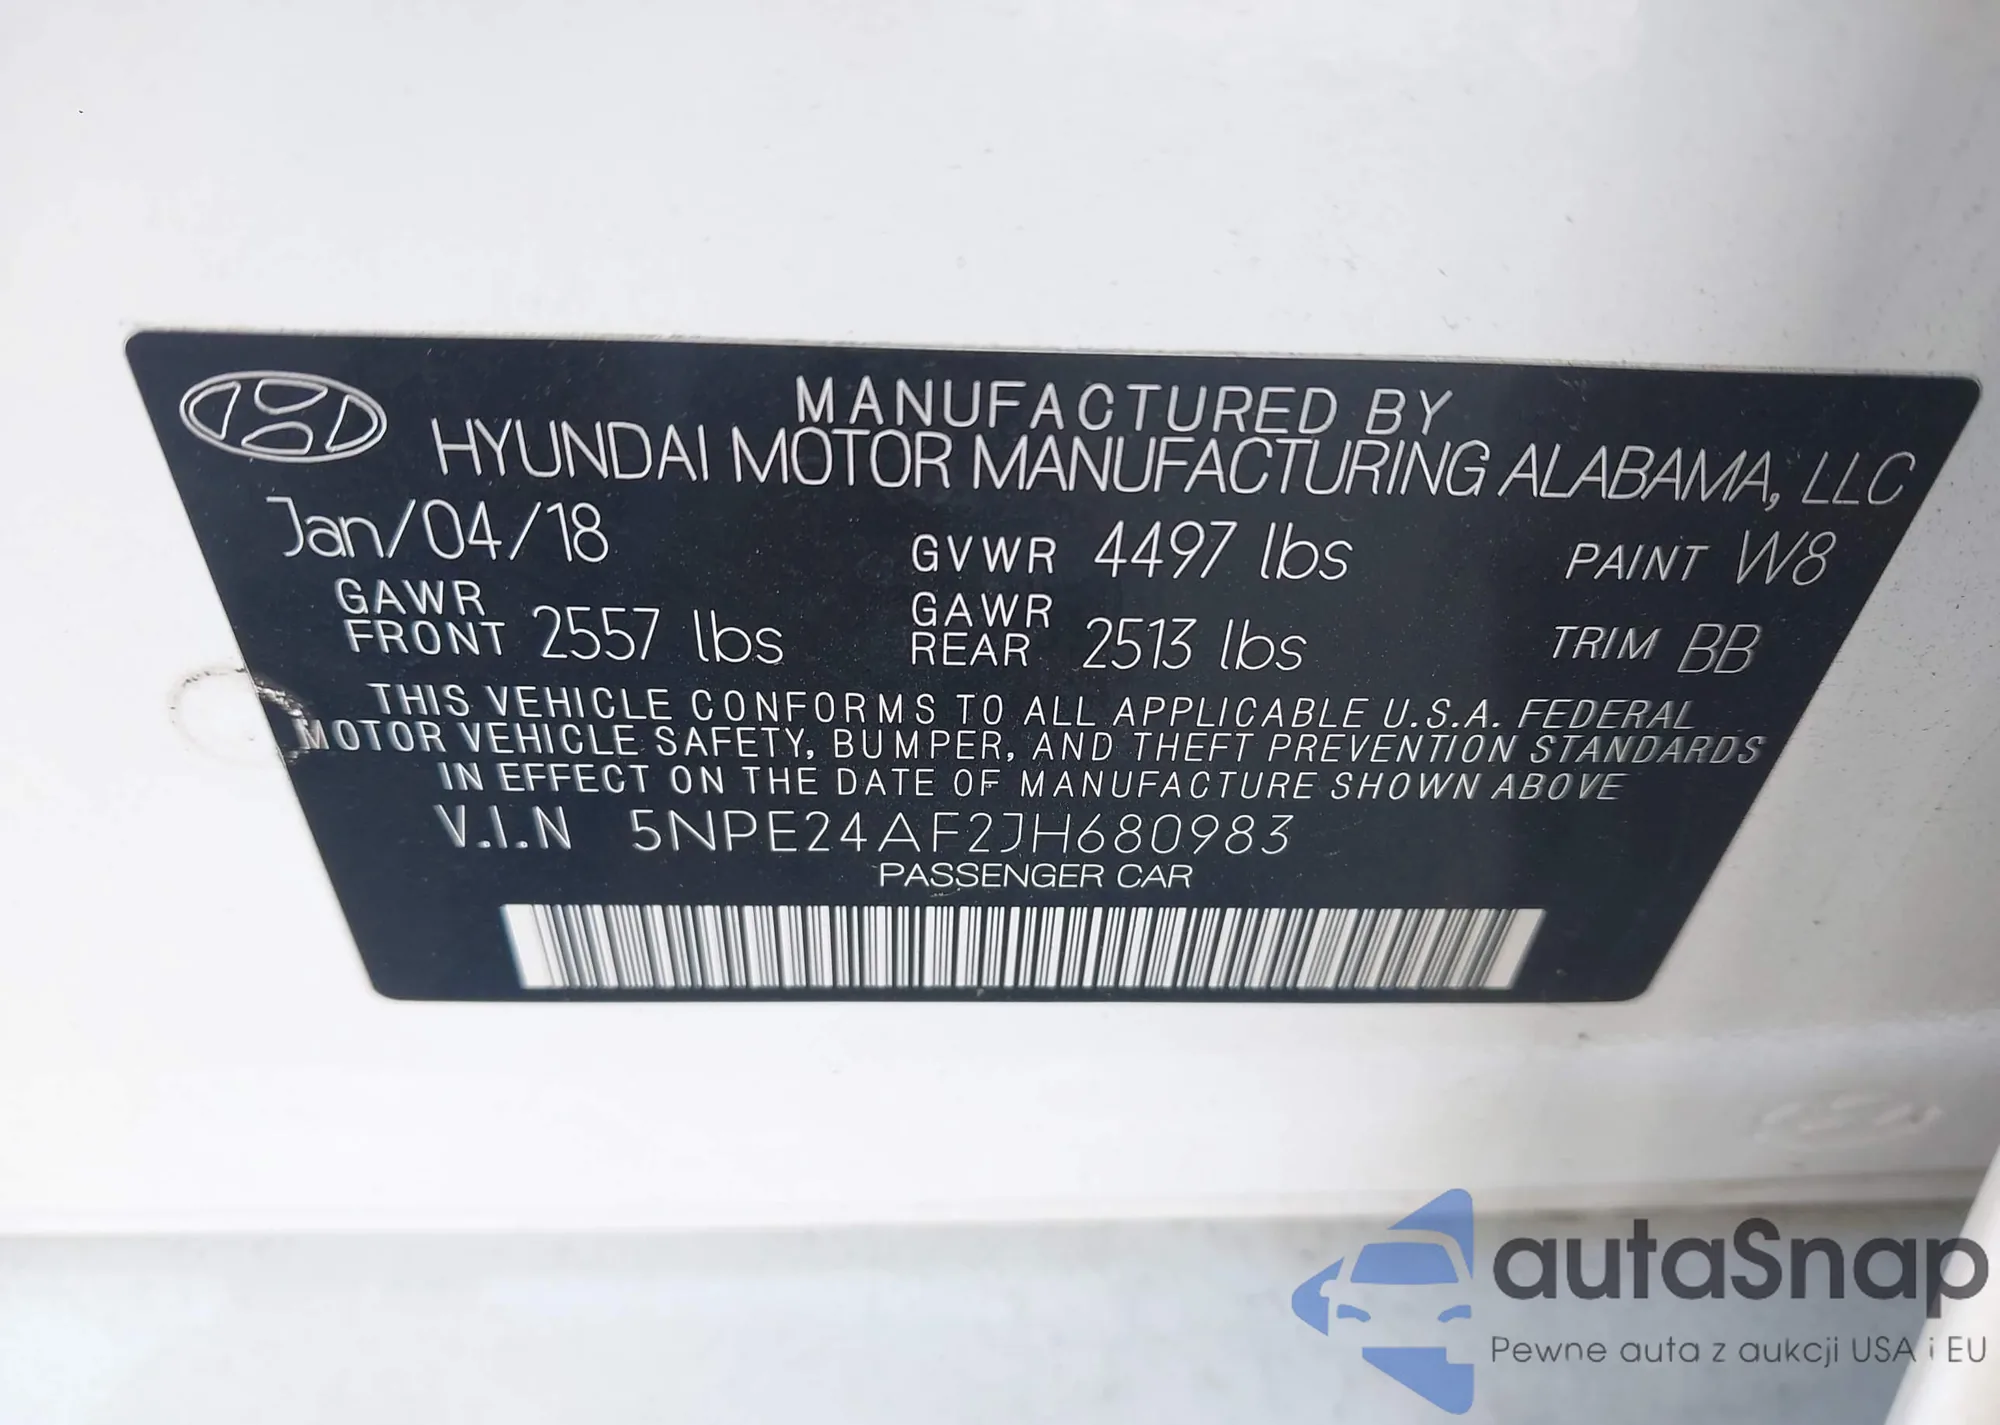 MANUFACTURED BY
HYUNDAI MOTOR MANUFACTURING ALABAMA, LLC
Jan/04/18 GVWR 4497 lbs PAINT W8
GAWR FRONT 2557 lbs GAWR REAR 2513 lbs TRIM BB
THIS VEHICLE CONFORMS TO ALL APPLICABLE U.S.A. FEDERAL
MOTOR VEHICLE SAFETY, BUMPER, AND THEFT PREVENTION STANDARDS
IN EFFECT ON THE DATE OF MANUFACTURE SHOWN ABOVE
V.I.N 5NPE24AF2JH680983
PASSENGER CAR
autaSnap
Pewne auta z aukcji USA i EU